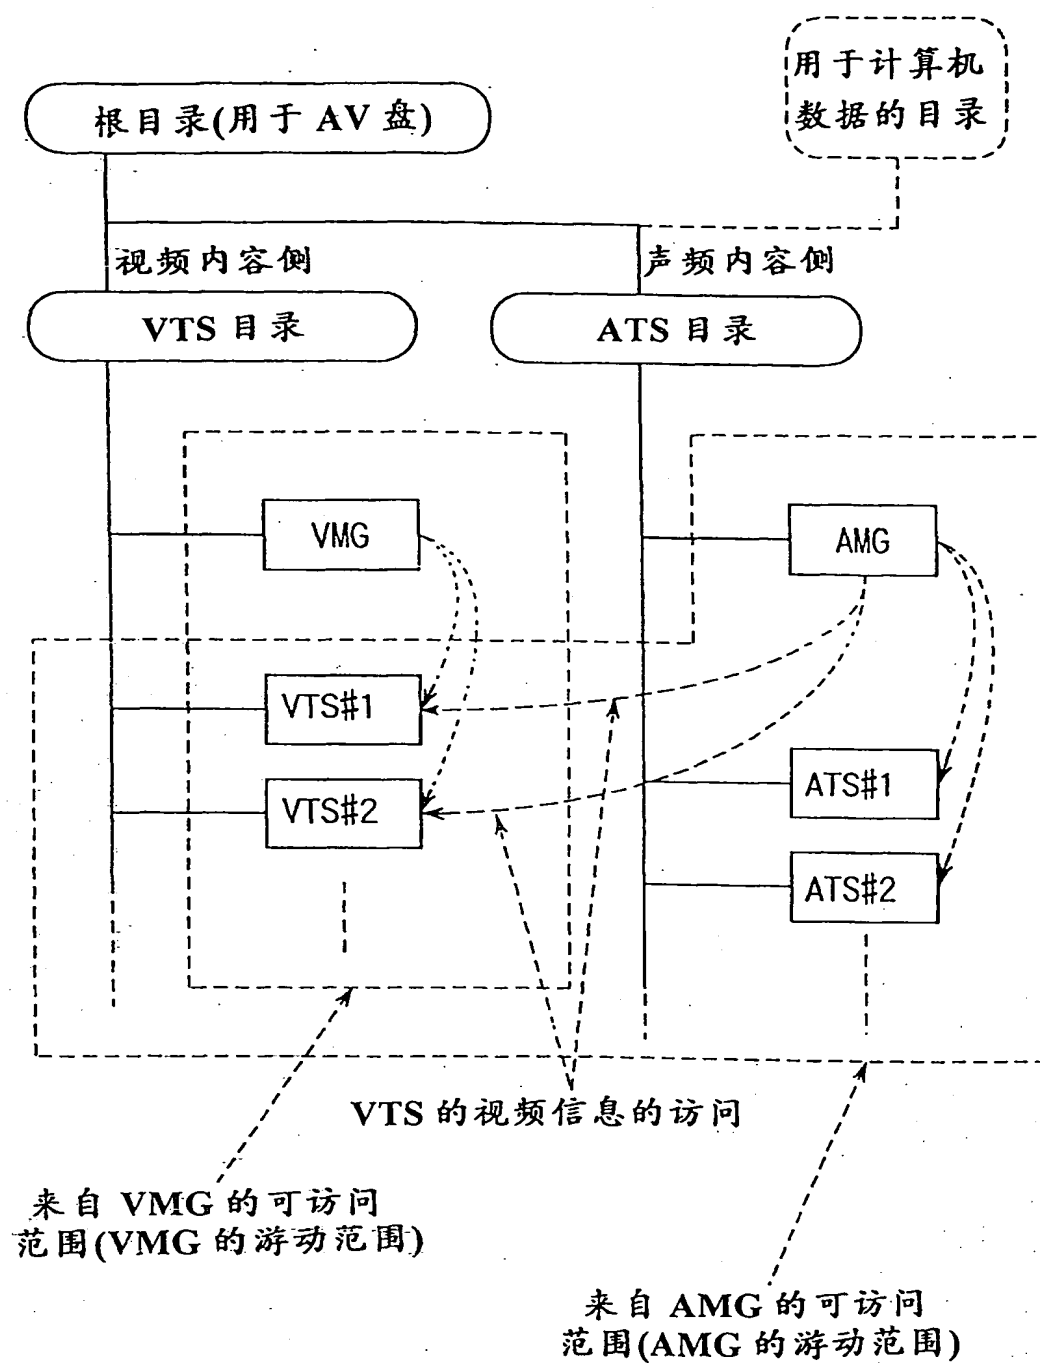 用于计算机
数据的目录
根目录(用于 AV 盘)
视频内容侧
声频内容侧
VTS 目录
ATS 目录
VMG
AMG
VTS#1
VTS#2
ATS#1
ATS#2
VTS 的视频信息的访问
来自 VMG 的可访问
范围(VMG 的游动范围)
来自 AMG 的可访问
范围(AMG 的游动范围)